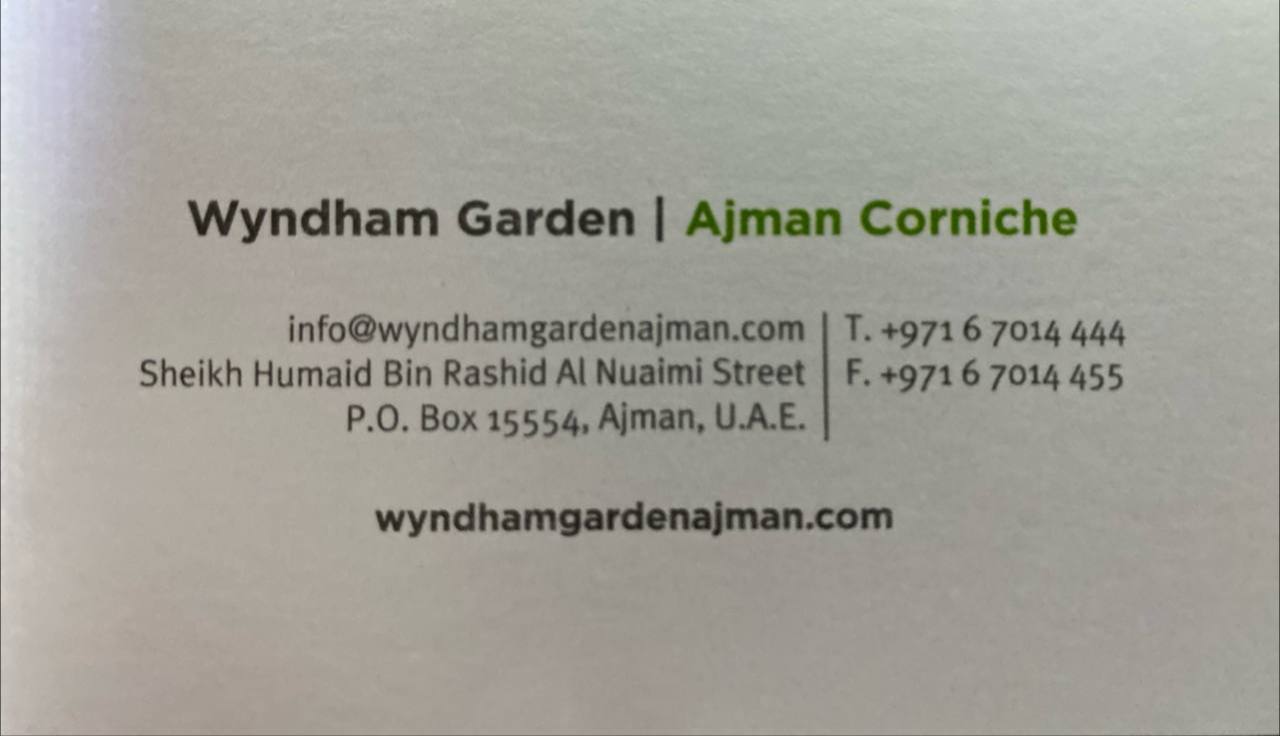 Wyndham Garden | Ajman Corniche
info@wyndhamgardenajman.com | T. +971 6 7014 444
Sheikh Humaid Bin Rashid Al Nuaimi Street | F. +971 6 7014 455
P.O. Box 15554, Ajman, U.A.E. |
wyndhamgardenajman.com